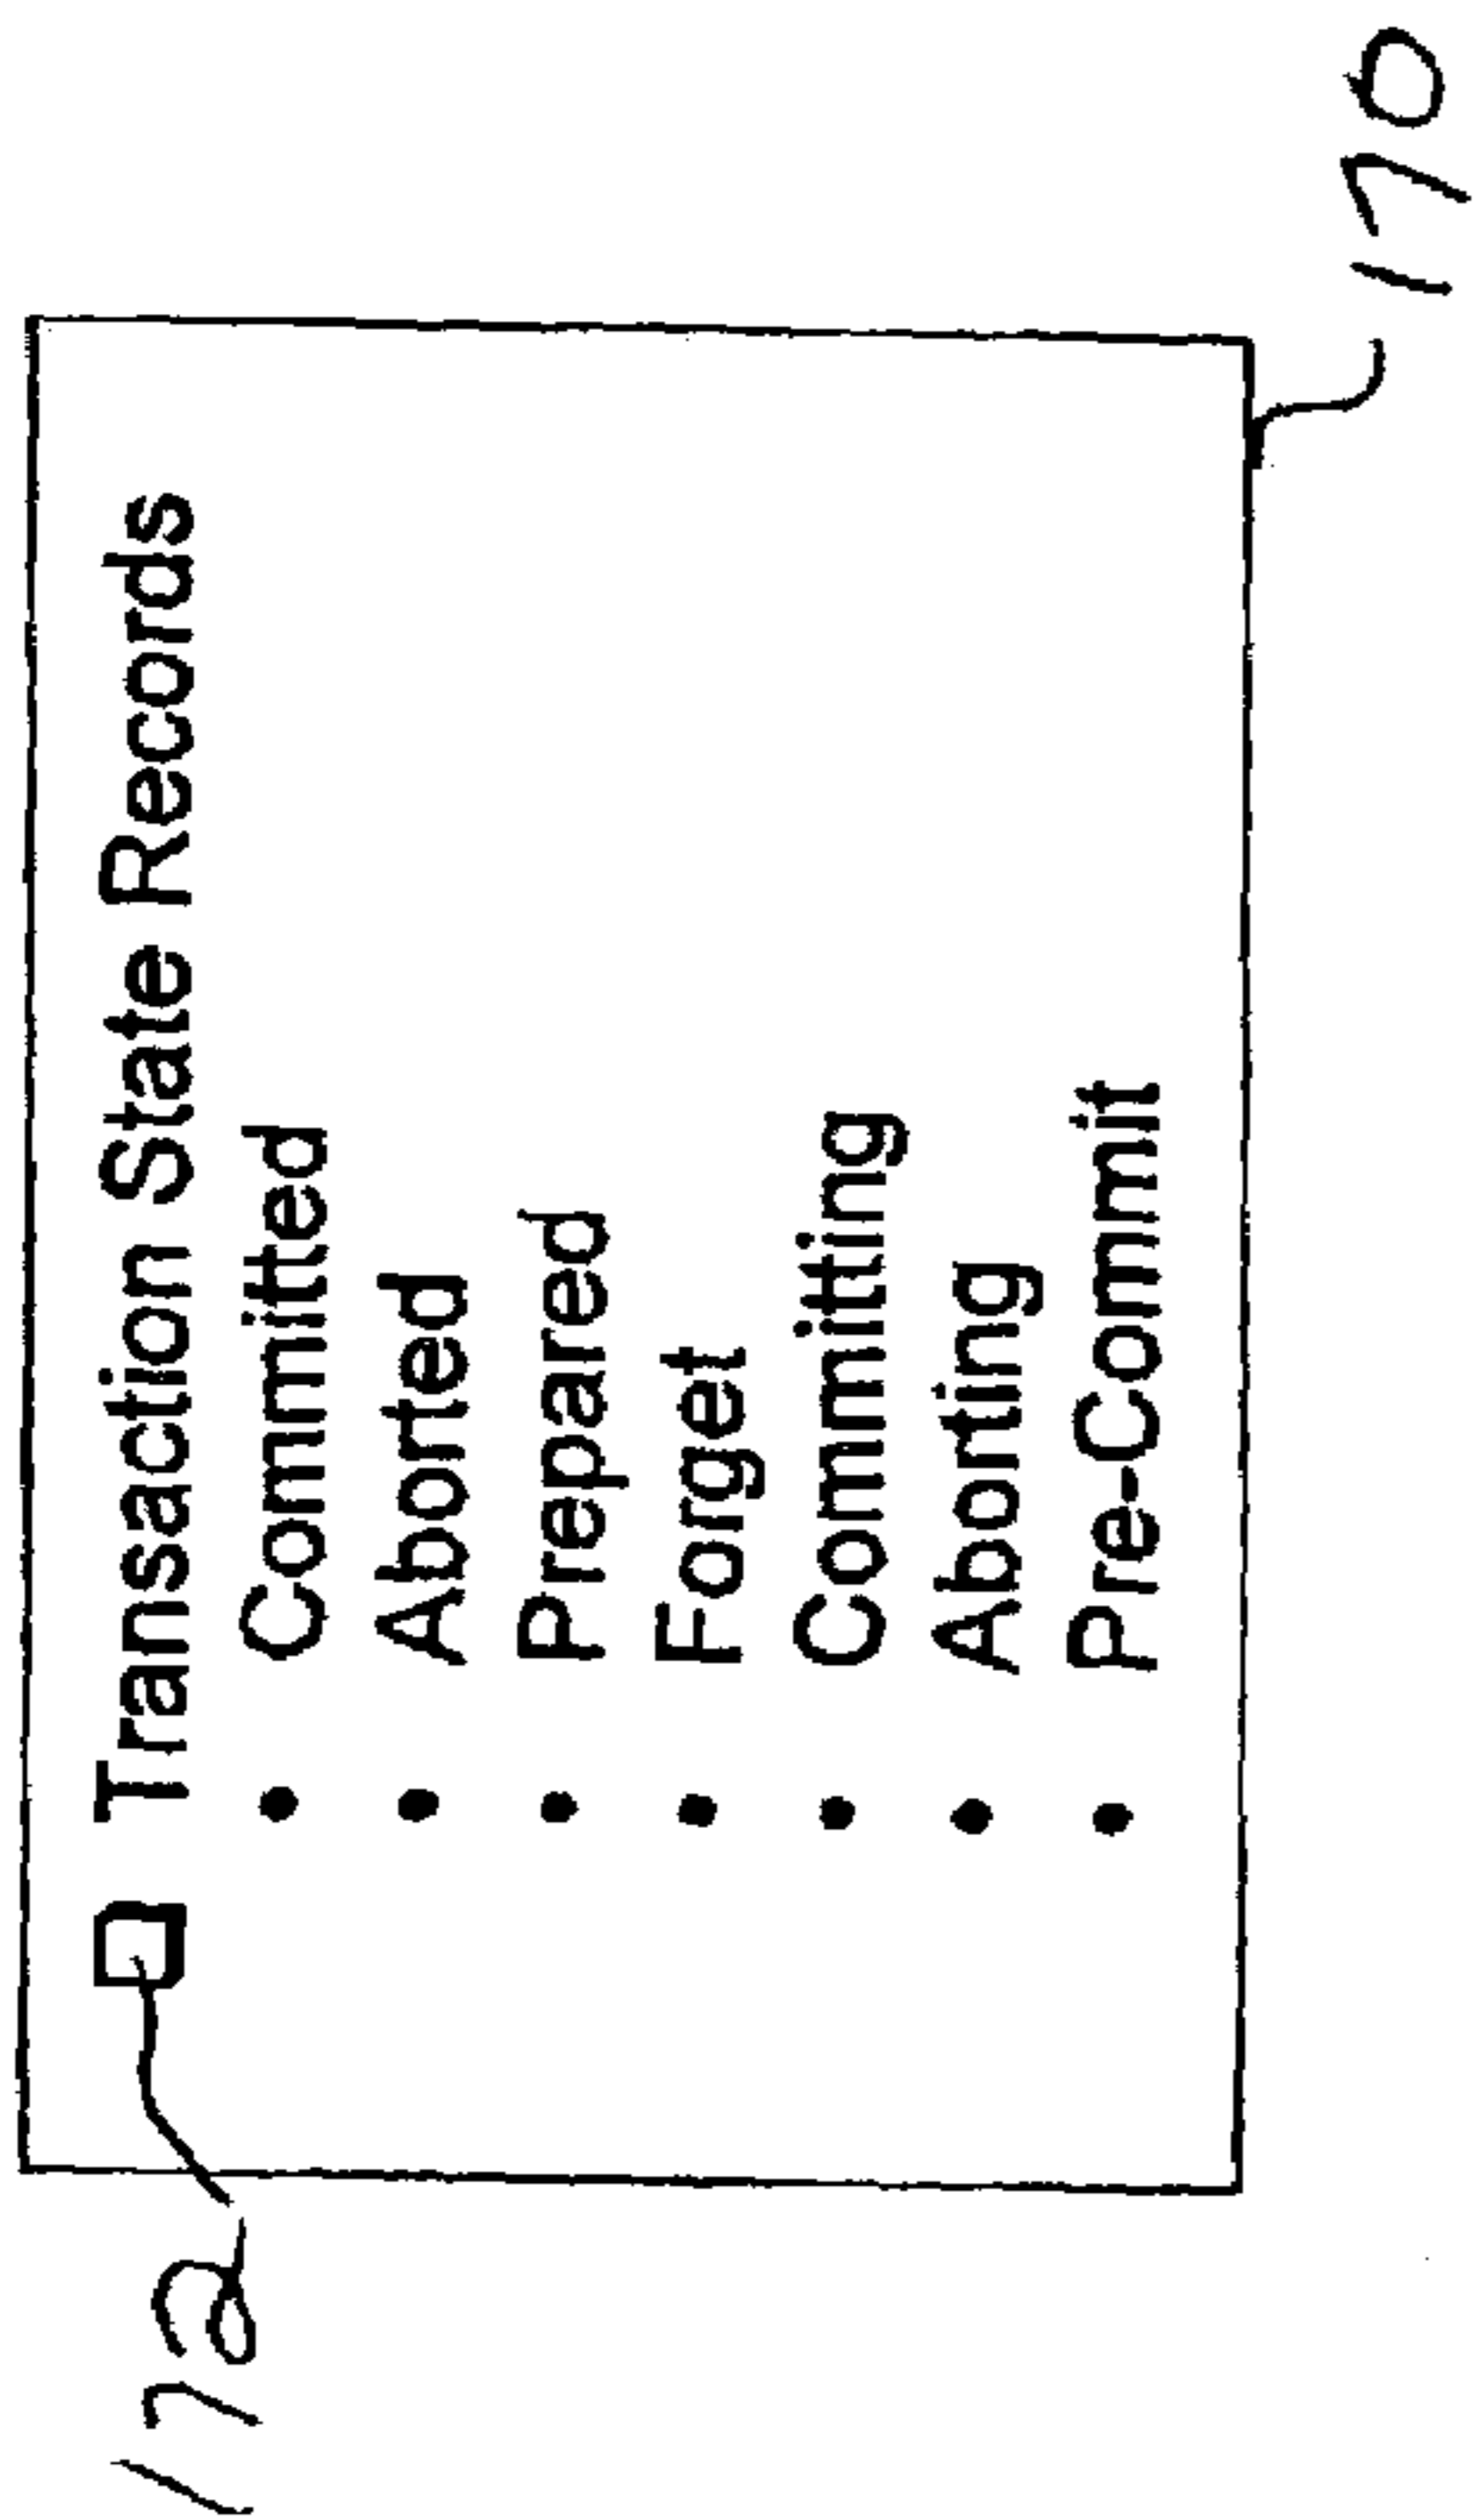 Transaction State Records
• Committed
• Aborted
• Prepared
• Forget
• Committing
• Aborting
• Pre-Commit
170
172